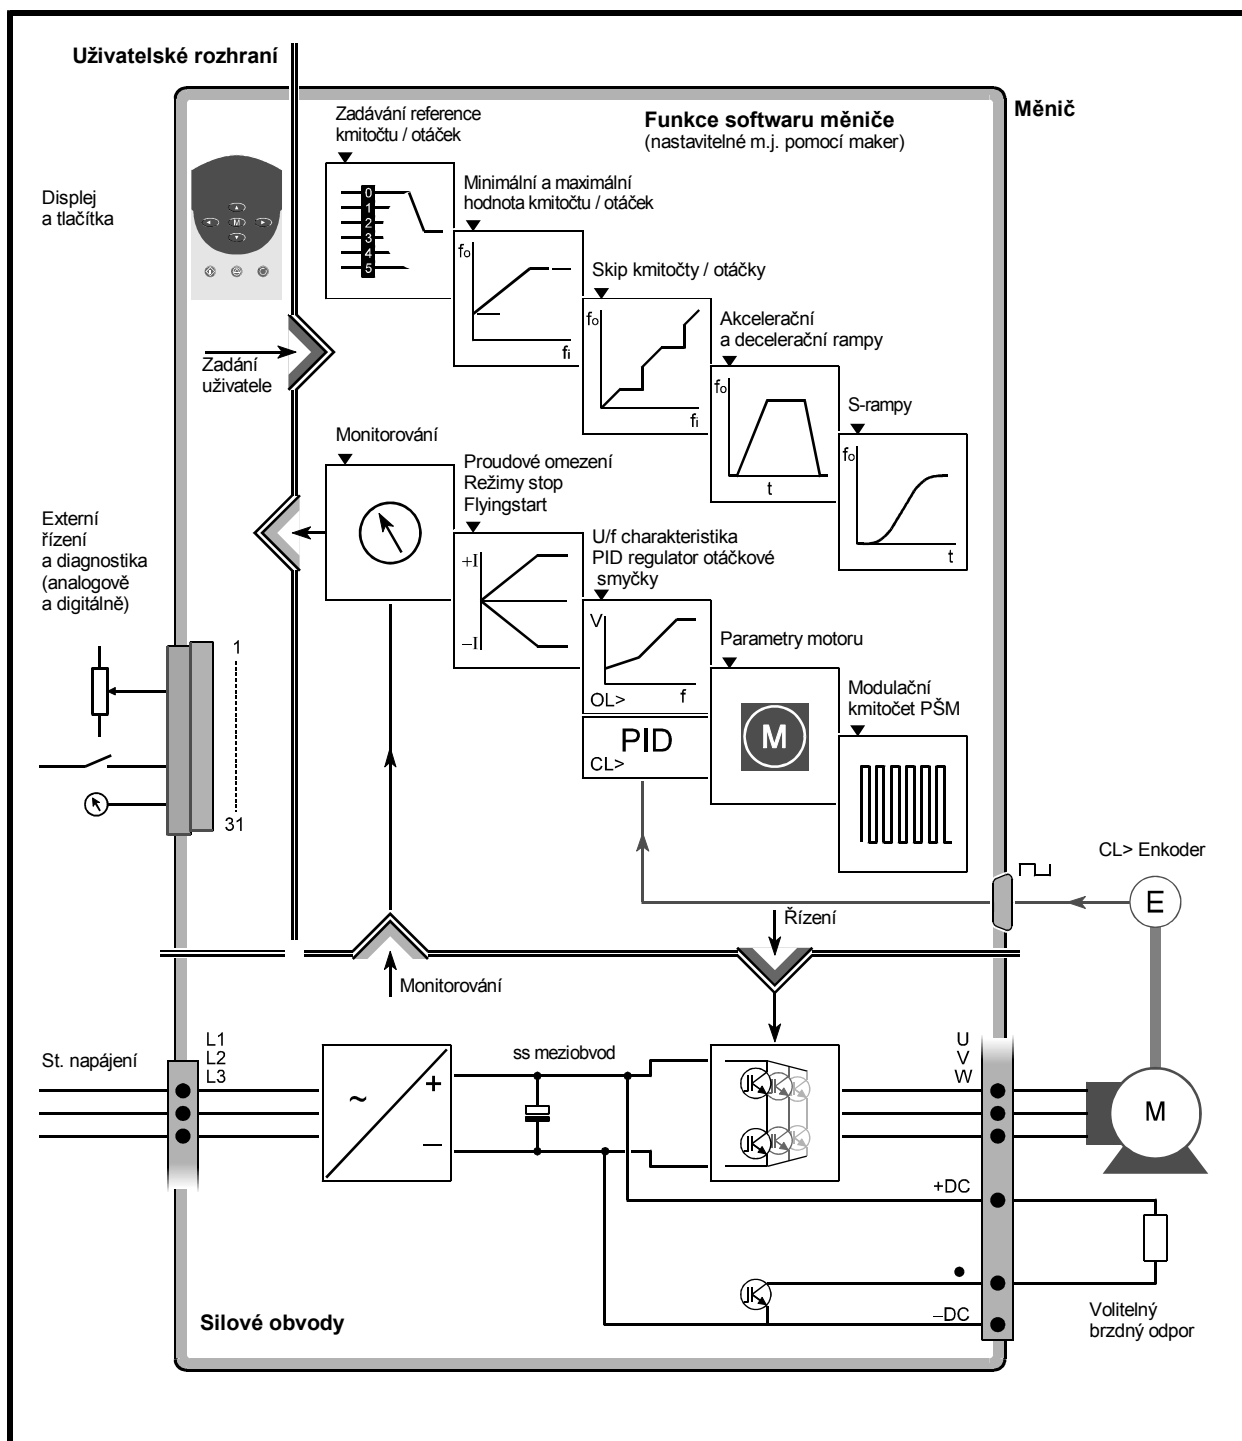 Uživatelské rozhraní
Měnič
Zadávání reference
kmitočtu / otáček
Funkce softwaru měniče
(nastavitelné m.j. pomocí maker)
Displej
a tlačítka
M
0
1
2
3
4
5
Minimální a maximální
hodnota kmitočtu / otáček
fo
fi
Skip kmitočty / otáčky
fo
fi
Akcelerační
a decelerační rampy
fo
t
S-rampy
fo
t
Zadání
uživatele
Monitorování
Proudové omezení
Režimy stop
Flyingstart
+I
–I
U/f charakteristika
PID regulator otáčkové
smyčky
V
f
OL>
PID
CL>
Parametry motoru
M
Modulační
kmitočet PŠM
Externí
řízení
a diagnostika
(analogově
a digitálně)
1
31
CL> Enkoder
E
Řízení
Monitorování
St. napájení
L1
L2
L3
~
+
–
ss meziobvod
U
V
W
M
+DC
–DC
Volitelný
brzdný odpor
Silové obvody